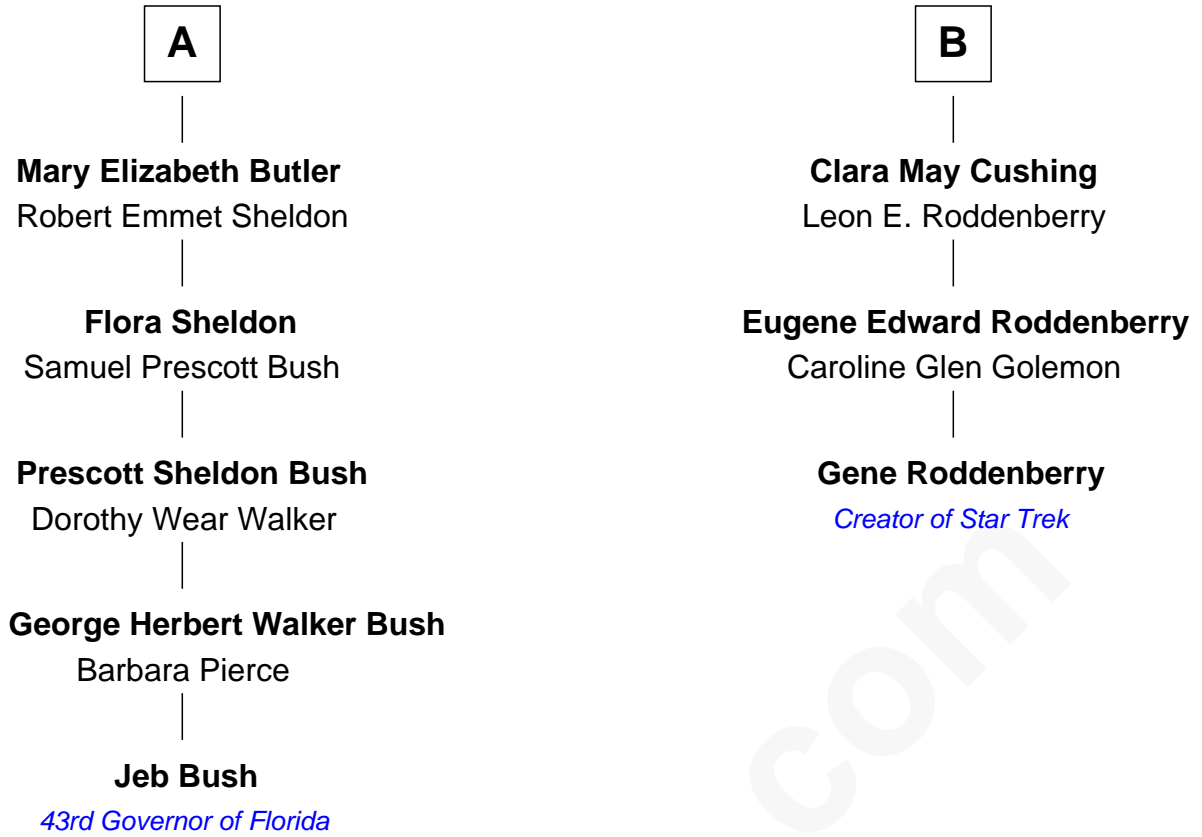 A
Mary Elizabeth Butler
Robert Emmet Sheldon
Flora Sheldon
Samuel Prescott Bush
Prescott Sheldon Bush
Dorothy Wear Walker
George Herbert Walker Bush
Barbara Pierce
Jeb Bush
43rd Governor of Florida
B
Clara May Cushing
Leon E. Roddenberry
Eugene Edward Roddenberry
Caroline Glen Golemon
Gene Roddenberry
Creator of Star Trek
com